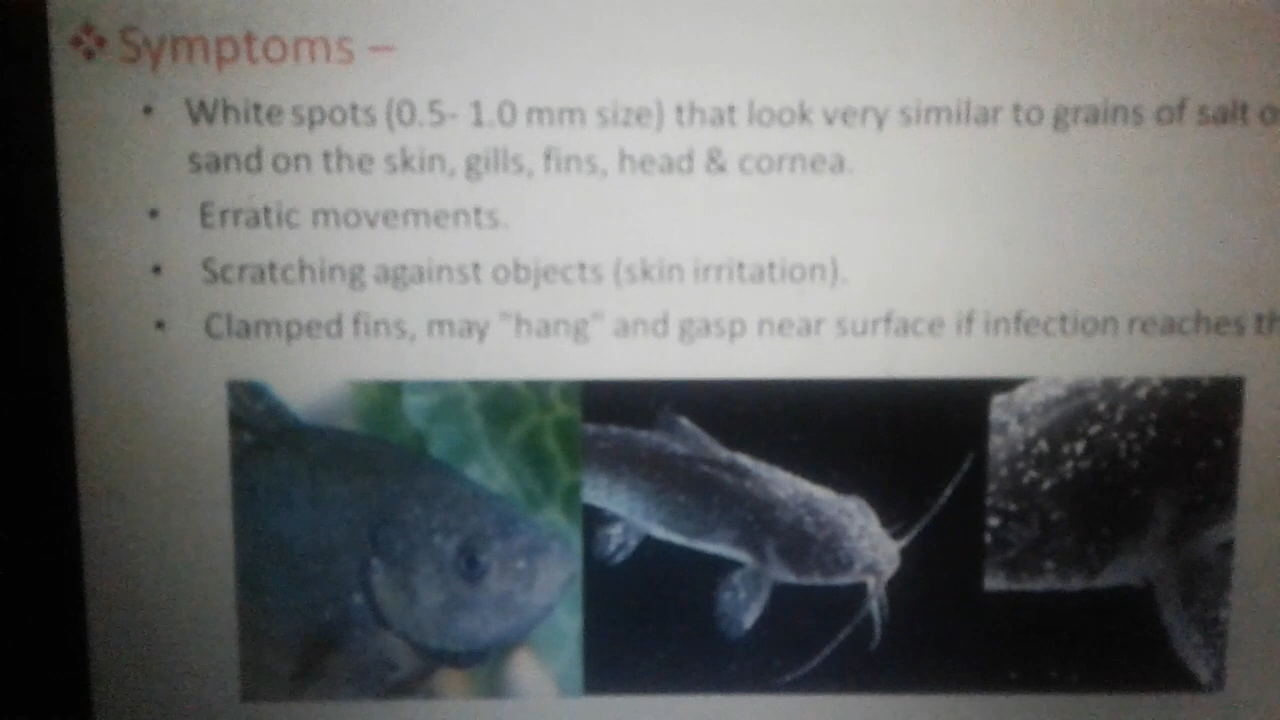 Symptoms –
• White spots (0.5- 1.0 mm size) that look very similar to grains of salt
sand on the skin, gills, fins, head & cornea.
• Erratic movements.
• Scratching against objects (skin irritation).
• Clamped fins, may "hang" and gasp near surface if infection reaches